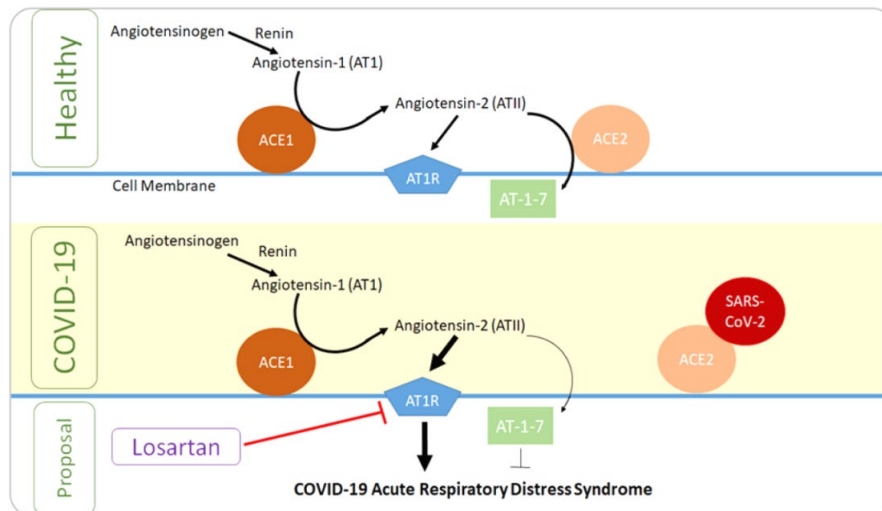 Healthy
Angiotensinogen
Renin
Angiotensin-1 (AT1)
Angiotensin-2 (ATII)
ACE1
ACE2
AT1R
Cell Membrane
AT-1-7
COVID-19
Angiotensinogen
Renin
Angiotensin-1 (AT1)
Angiotensin-2 (ATII)
SARS-
CoV-2
ACE1
ACE2
AT1R
Proposal
Losartan
AT-1-7
COVID-19 Acute Respiratory Distress Syndrome